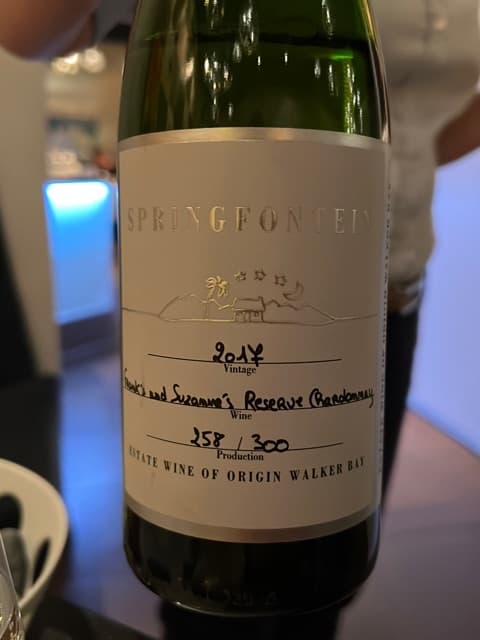 SPRINGFONTEIN
2017
Vintage
Frank's and Suzanne's Reserve Chardonnay
Wine
258 / 300
Production
ESTATE WINE OF ORIGIN WALKER BAY